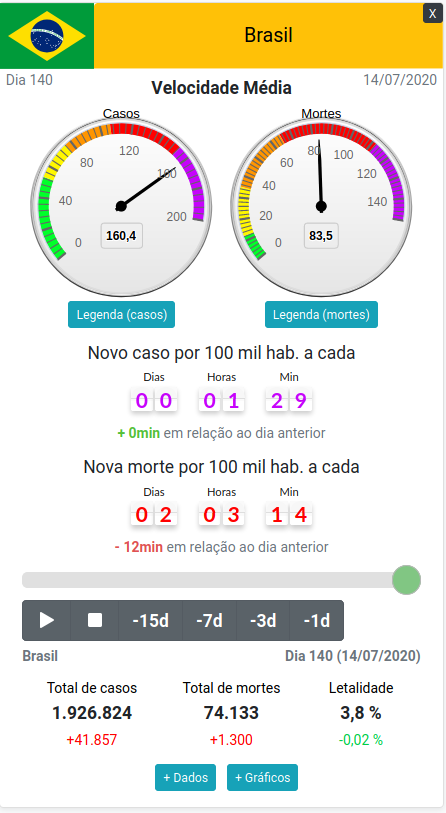 X
Brasil
Dia 140
Velocidade Média
14/07/2020
Casos
0
40
80
120
160
200
160,4
Mortes
0
20
40
60
80
100
120
140
83,5
Legenda (casos)
Legenda (mortes)
Novo caso por 100 mil hab. a cada
Dias Horas Min
00 01 29
+ 0min em relação ao dia anterior
Nova morte por 100 mil hab. a cada
Dias Horas Min
02 03 14
- 12min em relação ao dia anterior
-15d -7d -3d -1d
Brasil Dia 140 (14/07/2020)
Total de casos Total de mortes Letalidade
1.926.824 74.133 3,8 %
+41.857 +1.300 -0,02 %
+ Dados + Gráficos